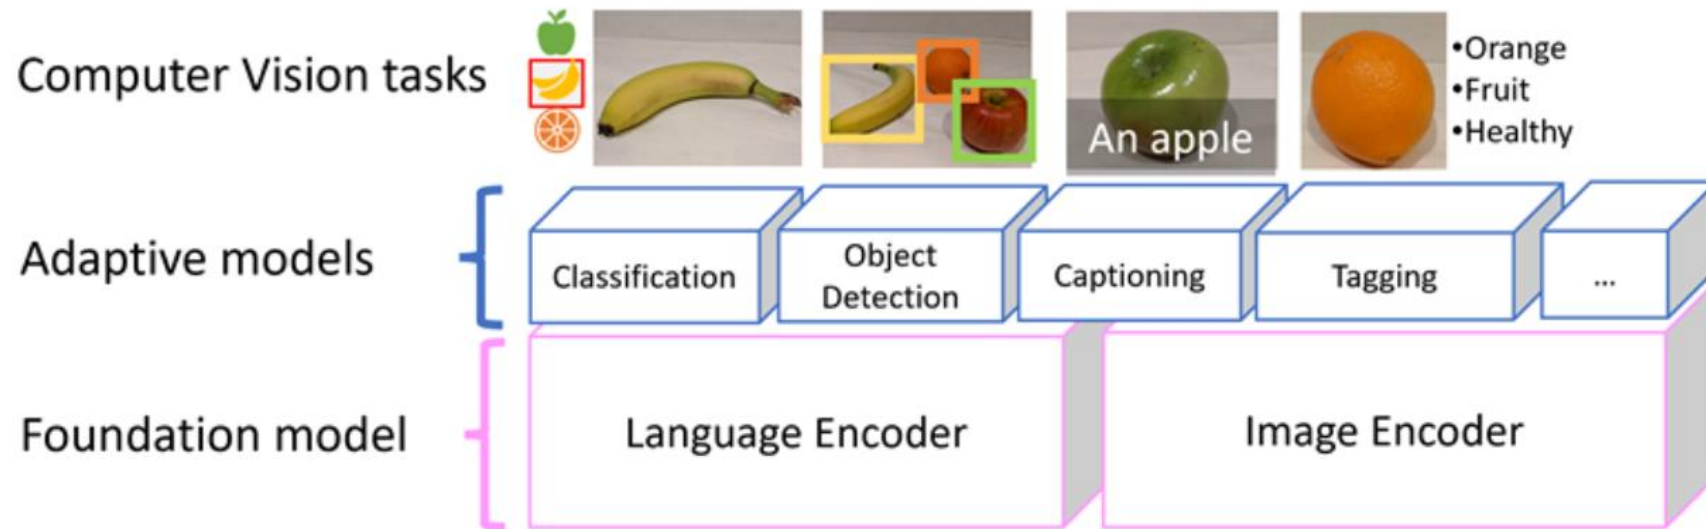 Computer Vision tasks
An apple
•Orange
•Fruit
•Healthy
Adaptive models
Classification
Object
Detection
Captioning
Tagging
...
Foundation model
Language Encoder
Image Encoder